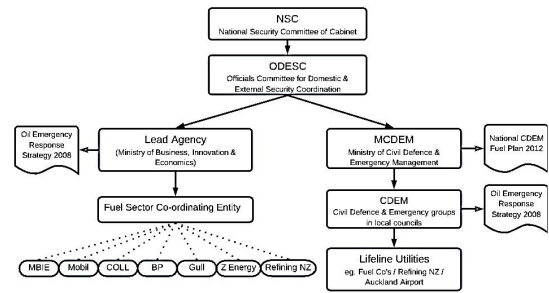 NSC
National Security Committee of Cabinet
ODESC
Officials Committee for Domestic &
External Security Coordination
Oil Emergency
Response
Strategy 2008
Lead Agency
(Ministry of Business, Innovation &
Economics)
MCDEM
Ministry of Civil Defence &
Emergency Management
National CDEM
Fuel Plan 2012
Fuel Sector Co-ordinating Entity
CDEM
Civil Defence & Emergency groups
in local councils
Oil Emergency
Response
Strategy 2008
MBIE
Mobil
COLL
BP
Gull
Z Energy
Refining NZ
Lifeline Utilities
eg. Fuel Co's / Refining NZ /
Auckland Airport